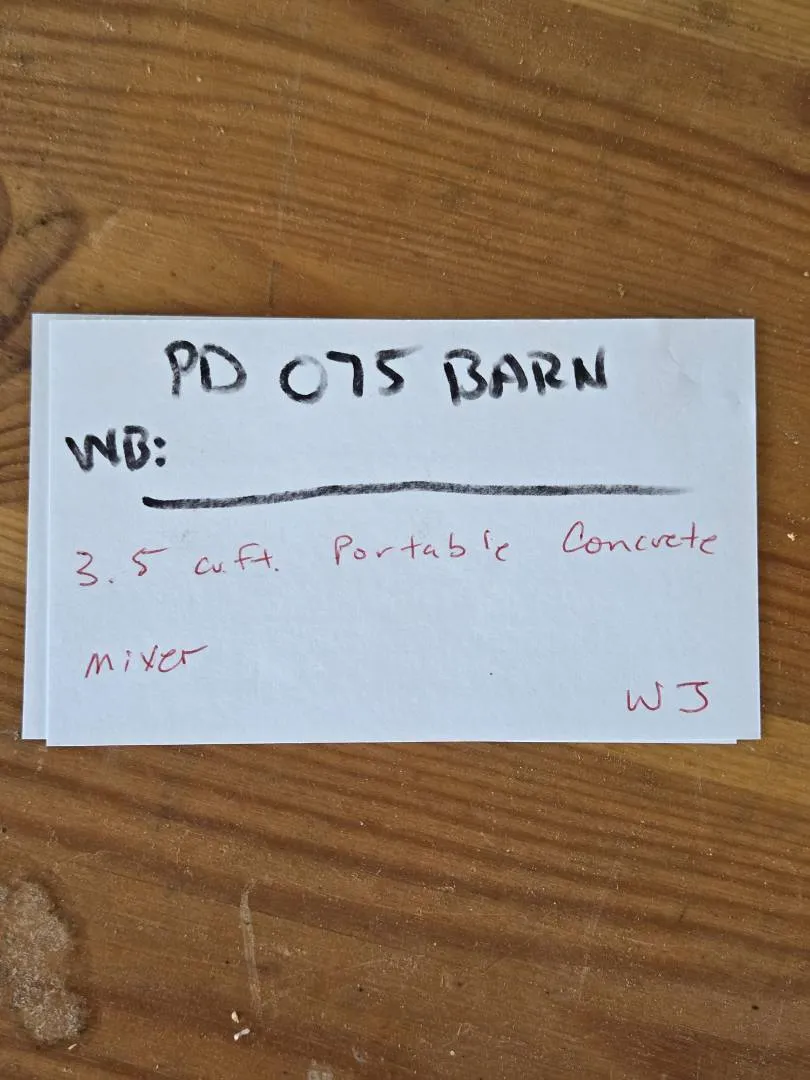 PD 075 BARN
WB:
3.5 cu.ft. Portable Concrete
mixer
WJ